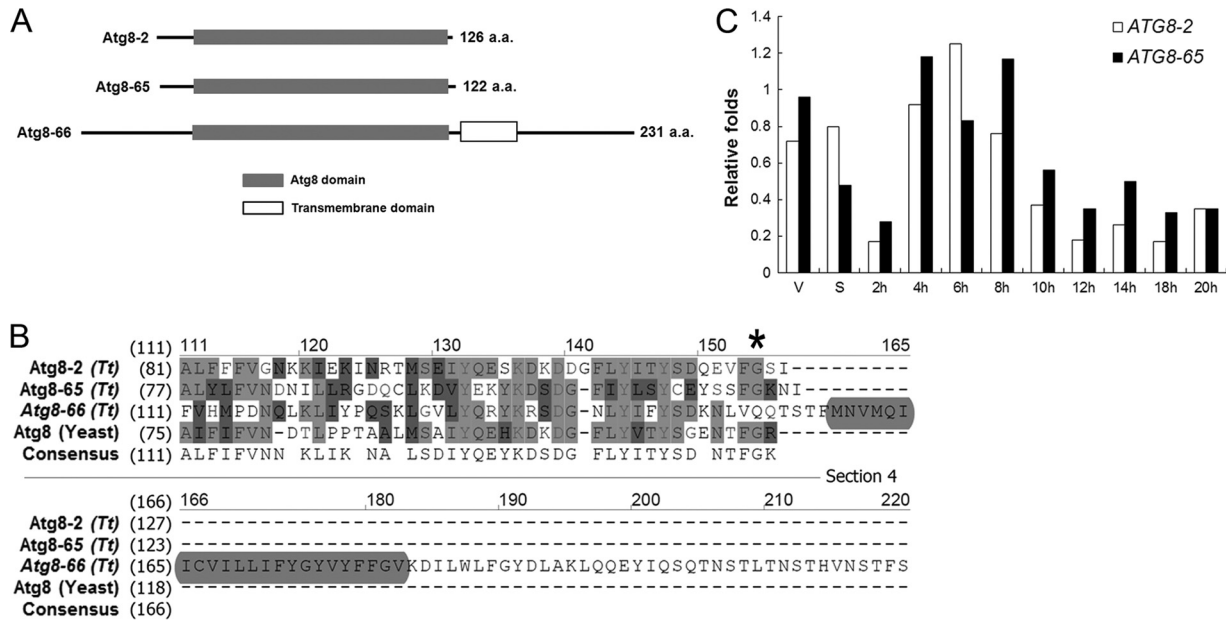 A
Atg8-2
126 a.a.
Atg8-65
122 a.a.
Atg8-66
231 a.a.
Atg8 domain
Transmembrane domain
C
ATG8-2
ATG8-65
Relative folds
1.4
1.2
1
0.8
0.6
0.4
0.2
0
V S 2h 4h 6h 8h 10h 12h 14h 18h 20h
B
*
(111) 111 120 130 140 150 165
Atg8-2 (Tt) (81) ALFFFVGNKKIEKINRTMSEIYQESKDDGFLYITYSDQEVFGSI---------
Atg8-65 (Tt) (77) ALYLFVNDNILLRGDQCLKDVYEKYKDSDG-FLYILSYCEYSSFGKNI---------
Atg8-66 (Tt) (111) FVHMPDNQLKLIYPQSKLGVLYQRYKRSDG-NLYIFYSDKNLVQQTSTFMNVMQI
Atg8 (Yeast) (75) AIFIFVN-DTLPPTAALMSAIYQEHKDKDG-FLYVTYSGENTFGR----------
Consensus (111) ALFIFVNN KLIK NA LSDIYQEYKDSDG FLYITYSD NTFGK
Section 4
(166) 166 180 190 200 210 220
Atg8-2 (Tt) (127) -------------------------------------------------------
Atg8-65 (Tt) (123) -------------------------------------------------------
Atg8-66 (Tt) (165) ICVILLIFYGYVYFFGVKDILWLFGYDLAKLQQEYIQSQTNSTLTNSTHVNSTFS
Atg8 (Yeast) (118) -------------------------------------------------------
Consensus (166)